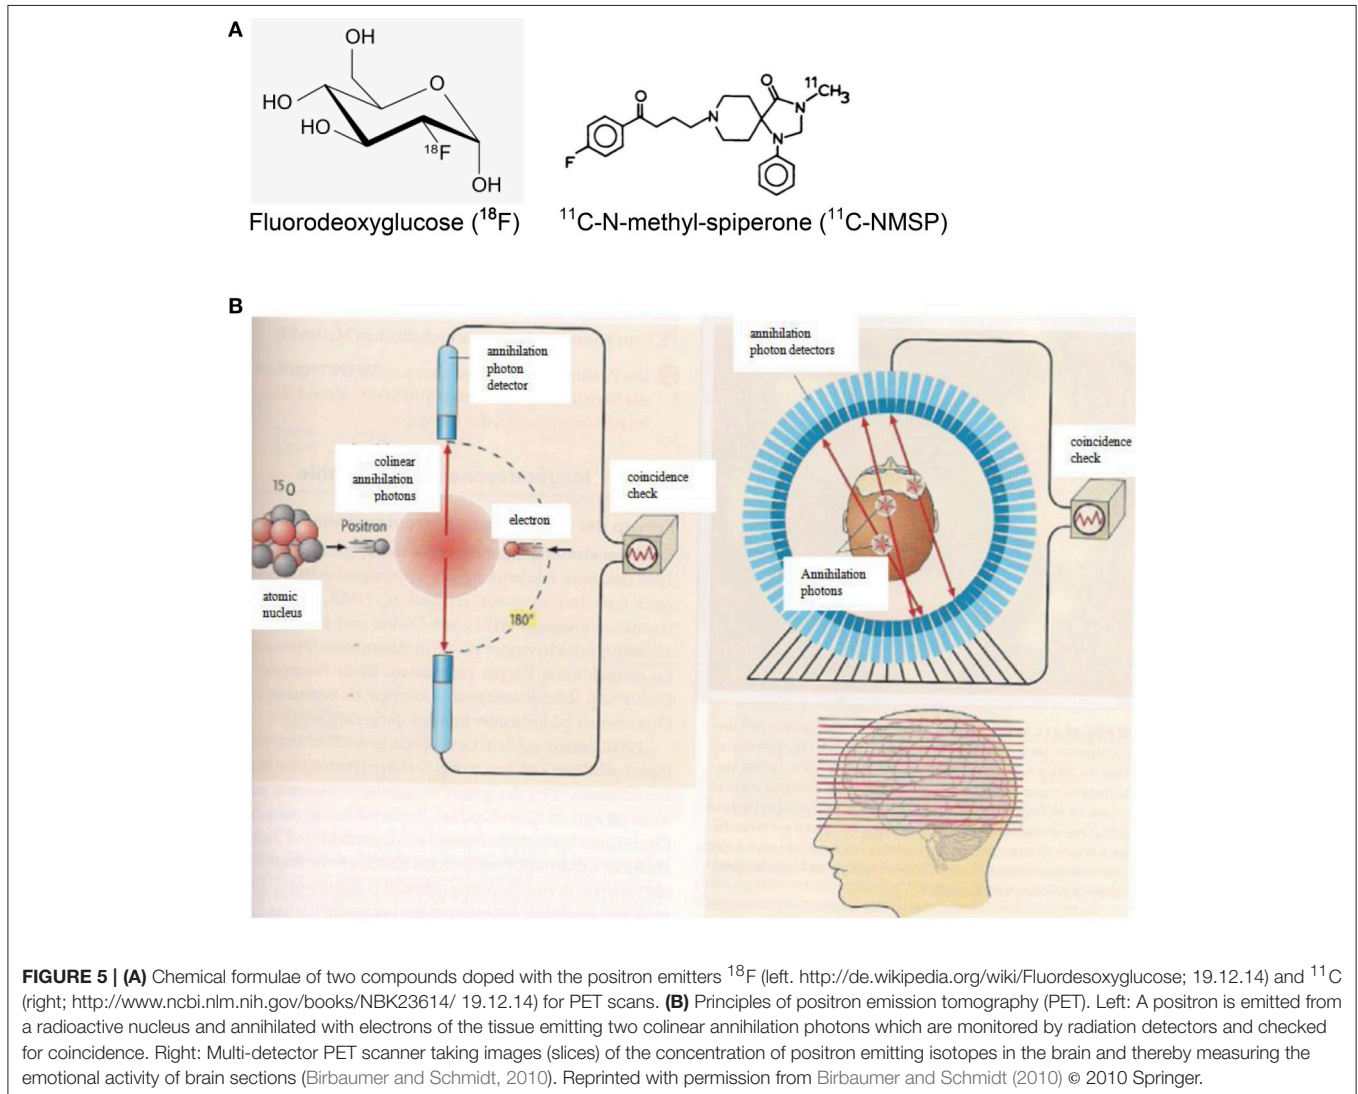 A
OH
O
HO
HO
¹⁸F
OH
Fluorodeoxyglucose (¹⁸F)
O
F
N
O
¹¹CH₃
N
N
¹¹C-N-methyl-spiperone (¹¹C-NMSP)
B
annihilation
photon
detector
colinear
annihilation
photons
¹⁵O
Positron
electron
coincidence
check
atomic
nucleus
180°
annihilation
photon detectors
coincidence
check
Annihilation
photons
FIGURE 5 | (A) Chemical formulae of two compounds doped with the positron emitters ¹⁸F (left. http://de.wikipedia.org/wiki/Fluordesoxyglucose; 19.12.14) and ¹¹C
(right; http://www.ncbi.nlm.nih.gov/books/NBK23614/ 19.12.14) for PET scans. (B) Principles of positron emission tomography (PET). Left: A positron is emitted from
a radioactive nucleus and annihilated with electrons of the tissue emitting two colinear annihilation photons which are monitored by radiation detectors and checked
for coincidence. Right: Multi-detector PET scanner taking images (slices) of the concentration of positron emitting isotopes in the brain and thereby measuring the
emotional activity of brain sections (Birbaumer and Schmidt, 2010). Reprinted with permission from Birbaumer and Schmidt (2010) © 2010 Springer.